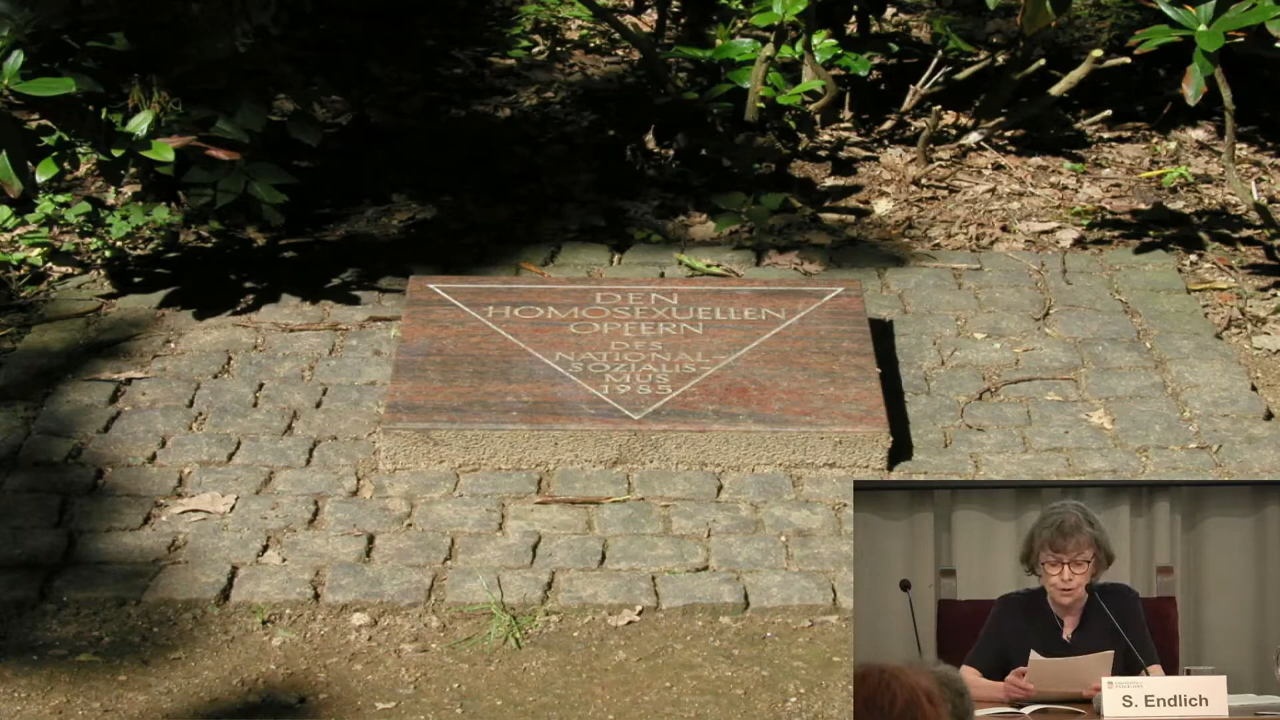 DEN
HOMOSEXUELLEN
OPFERN
DES
NATIONAL-
SOZIALIS-
MUS
1985
S. Endlich